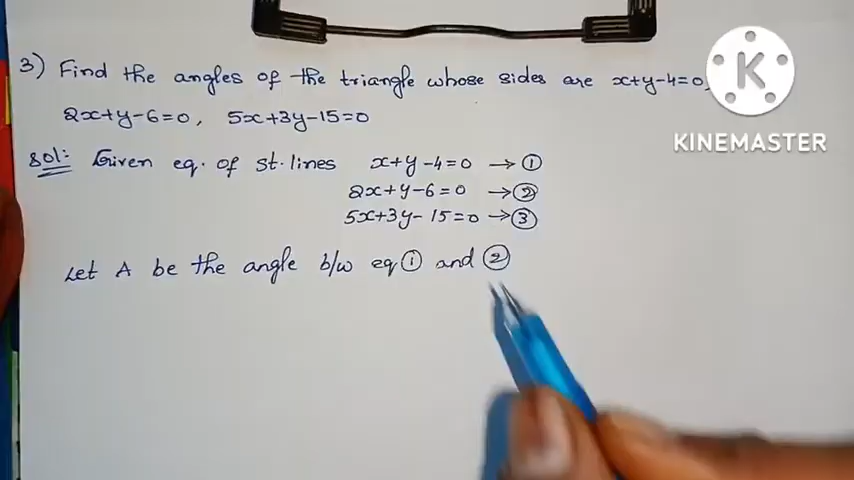 3) Find the angles of the triangle whose sides are x+y-4=0,
2x+y-6=0, 5x+3y-15=0
Sol: Given eq. of st. lines x+y-4=0 → ①
2x+y-6=0 → ②
5x+3y-15=0 → ③
Let A be the angle b/w eq ① and ②
K
KINEMASTER